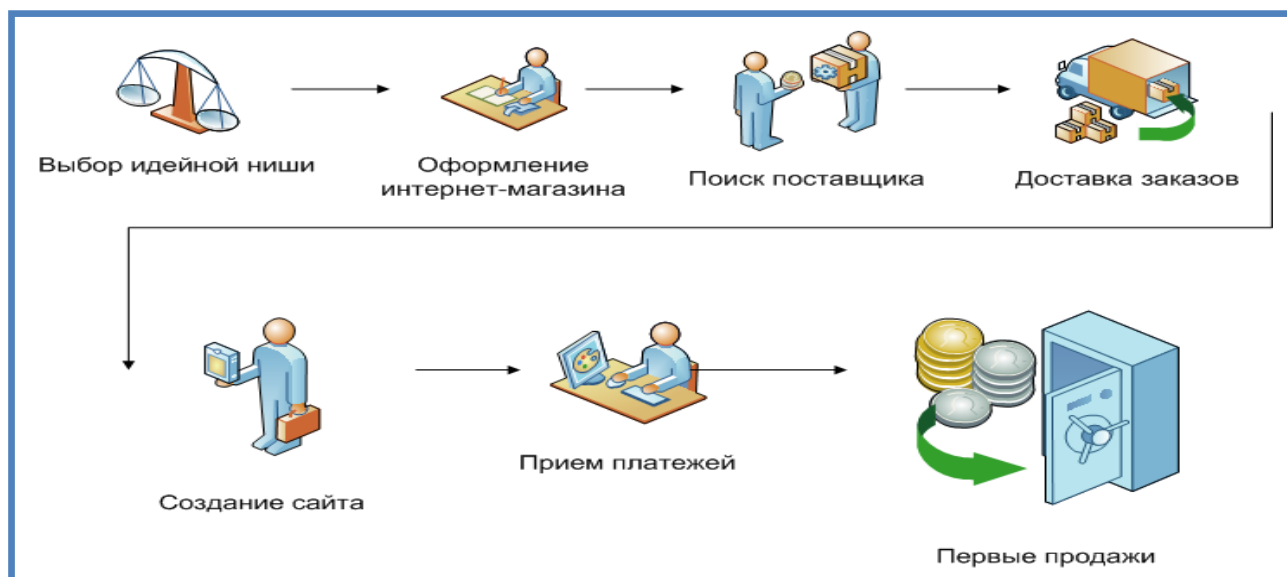 Выбор идейной ниши
Оформление
интернет-магазина
Поиск поставщика
Доставка заказов
Создание сайта
Прием платежей
Первые продажи